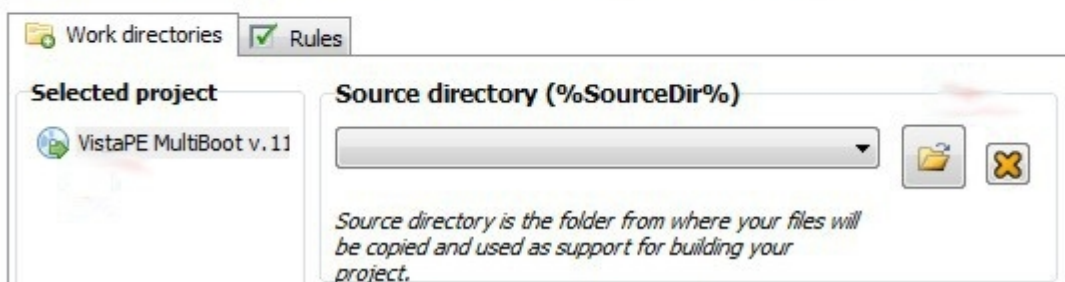 Work directories Rules
Selected project
VistaPE MultiBoot v. 11
Source directory (%SourceDir%)
Source directory is the folder from where your files will
be copied and used as support for building your
project.